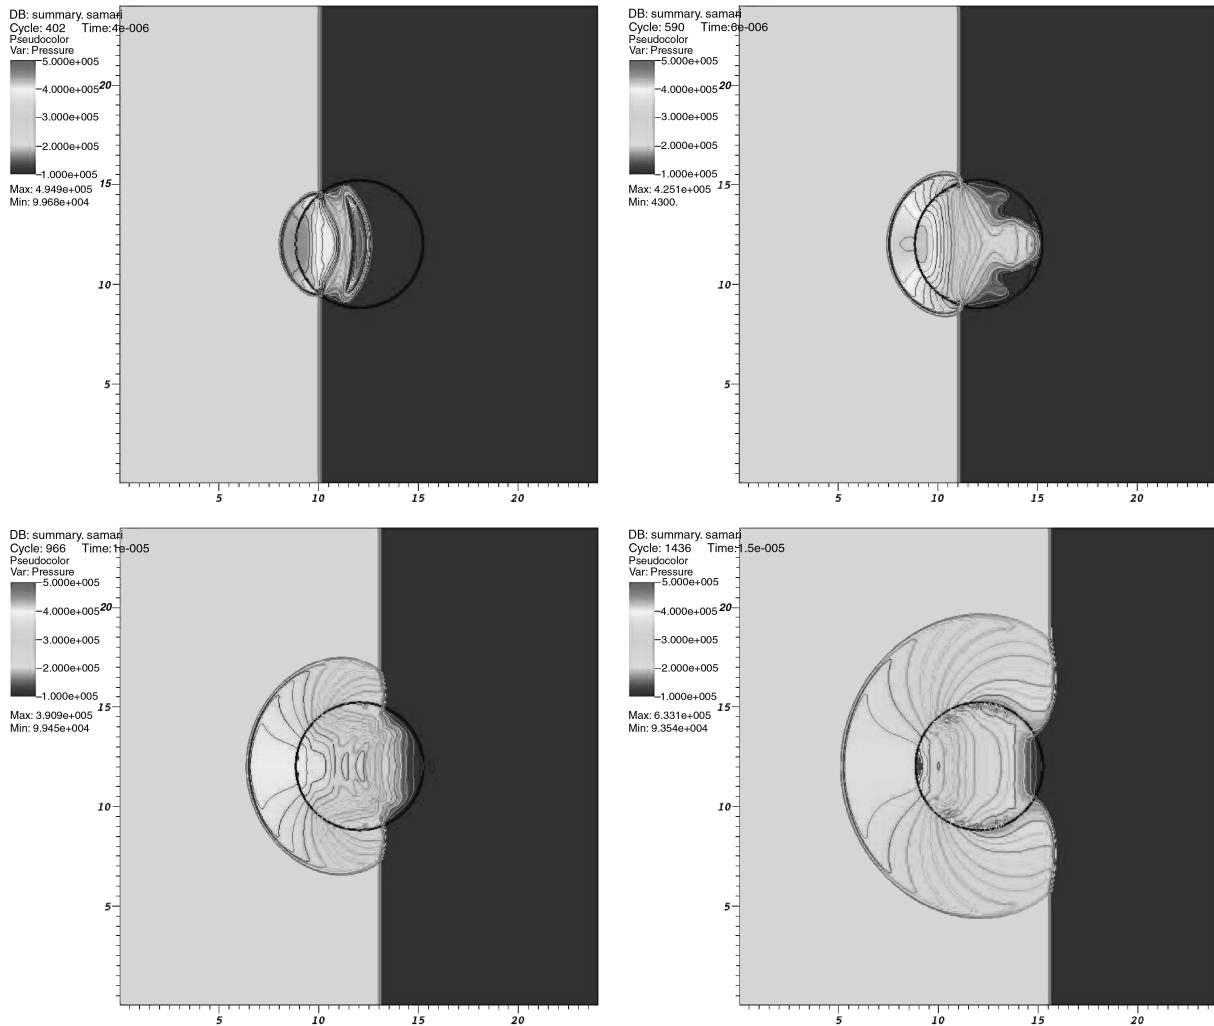 DB: summary. samari
Cycle: 402 Time:4e-006
Pseudocolor
Var: Pressure
5.000e+005
4.000e+005
3.000e+005
2.000e+005
1.000e+005
Max: 4.949e+005
Min: 9.968e+004
20
15
10
5
5 10 15 20
DB: summary. samari
Cycle: 590 Time:6e-006
Pseudocolor
Var: Pressure
5.000e+005
4.000e+005
3.000e+005
2.000e+005
1.000e+005
Max: 4.251e+005
Min: 4300.
20
15
10
5
5 10 15 20
DB: summary. samari
Cycle: 966 Time:1e-005
Pseudocolor
Var: Pressure
5.000e+005
4.000e+005
3.000e+005
2.000e+005
1.000e+005
Max: 3.909e+005
Min: 9.945e+004
20
15
10
5
5 10 15 20
DB: summary. samari
Cycle: 1436 Time:1.5e-005
Pseudocolor
Var: Pressure
5.000e+005
4.000e+005
3.000e+005
2.000e+005
1.000e+005
Max: 6.331e+005
Min: 9.354e+004
20
15
10
5
5 10 15 20